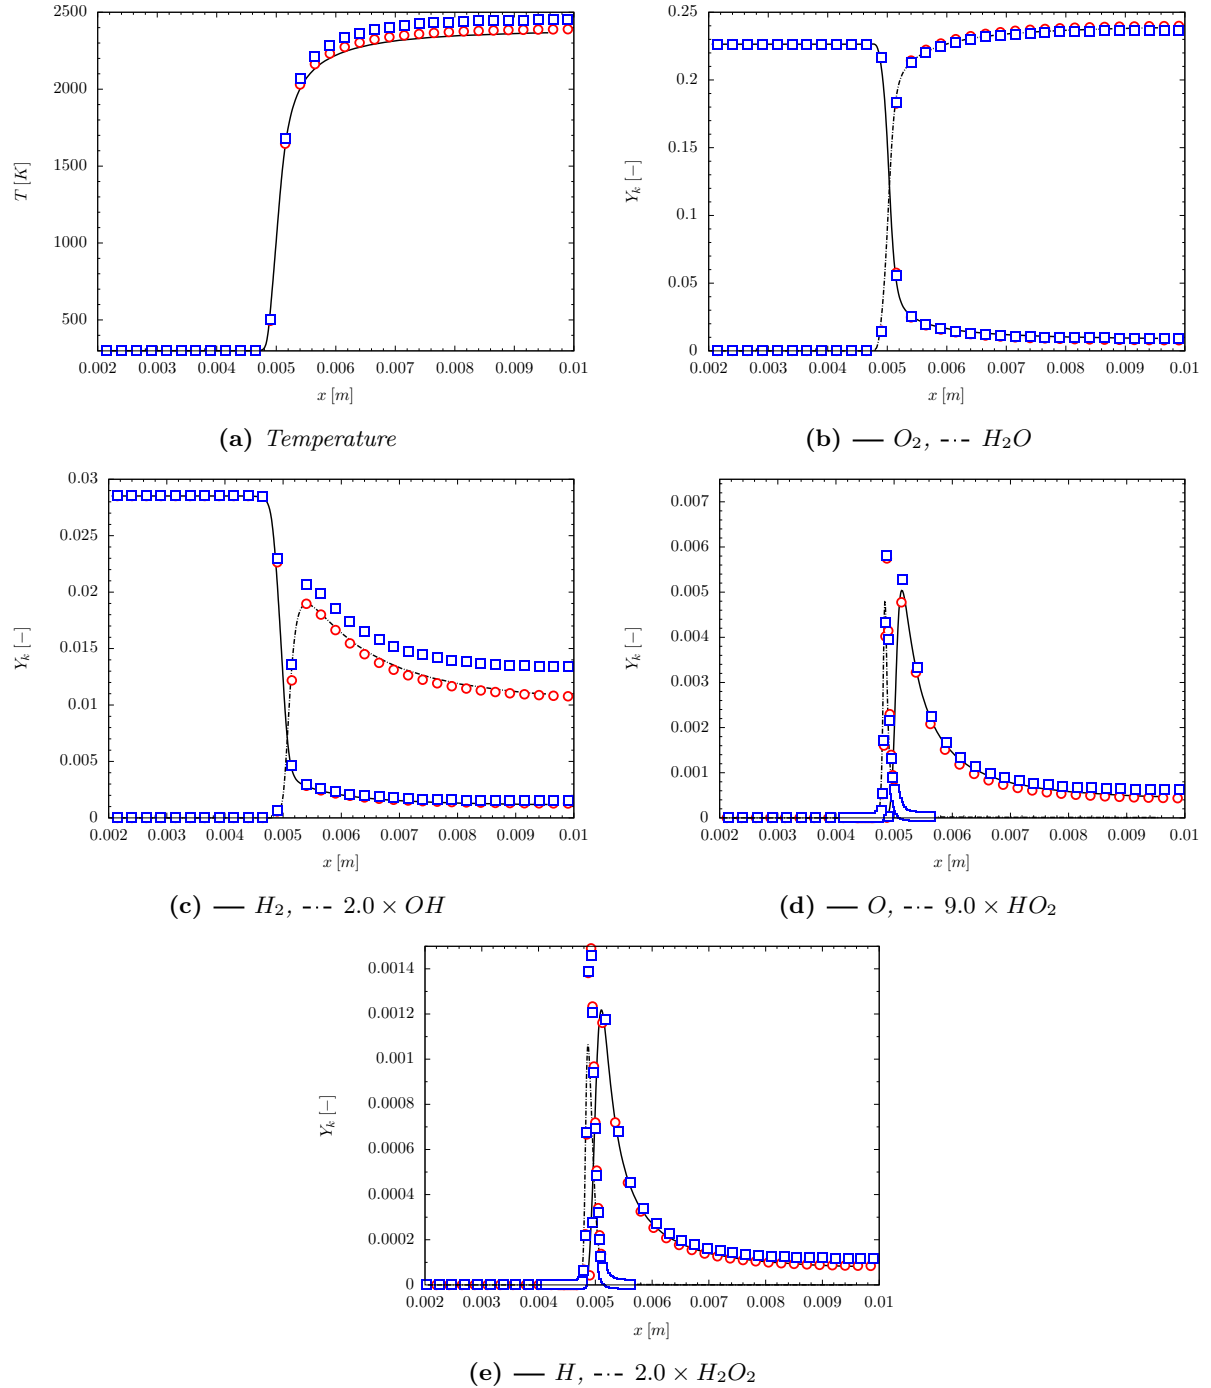 2500
2000
1500
1000
500
T [K]
0.002 0.003 0.004 0.005 0.006 0.007 0.008 0.009 0.01
x [m]
(a) Temperature
0.25
0.2
0.15
0.1
0.05
0
Y_k [−]
0.002 0.003 0.004 0.005 0.006 0.007 0.008 0.009 0.01
x [m]
(b) — O₂, -·- H₂O
0.03
0.025
0.02
0.015
0.01
0.005
0
Y_k [−]
0.002 0.003 0.004 0.005 0.006 0.007 0.008 0.009 0.01
x [m]
(c) — H₂, -·- 2.0 × OH
0.007
0.006
0.005
0.004
0.003
0.002
0.001
0
Y_k [−]
0.002 0.003 0.004 0.005 0.006 0.007 0.008 0.009 0.01
x [m]
(d) — O, -·- 9.0 × HO₂
0.0014
0.0012
0.001
0.0008
0.0006
0.0004
0.0002
0
Y_k [−]
0.002 0.003 0.004 0.005 0.006 0.007 0.008 0.009 0.01
x [m]
(e) — H, -·- 2.0 × H₂O₂